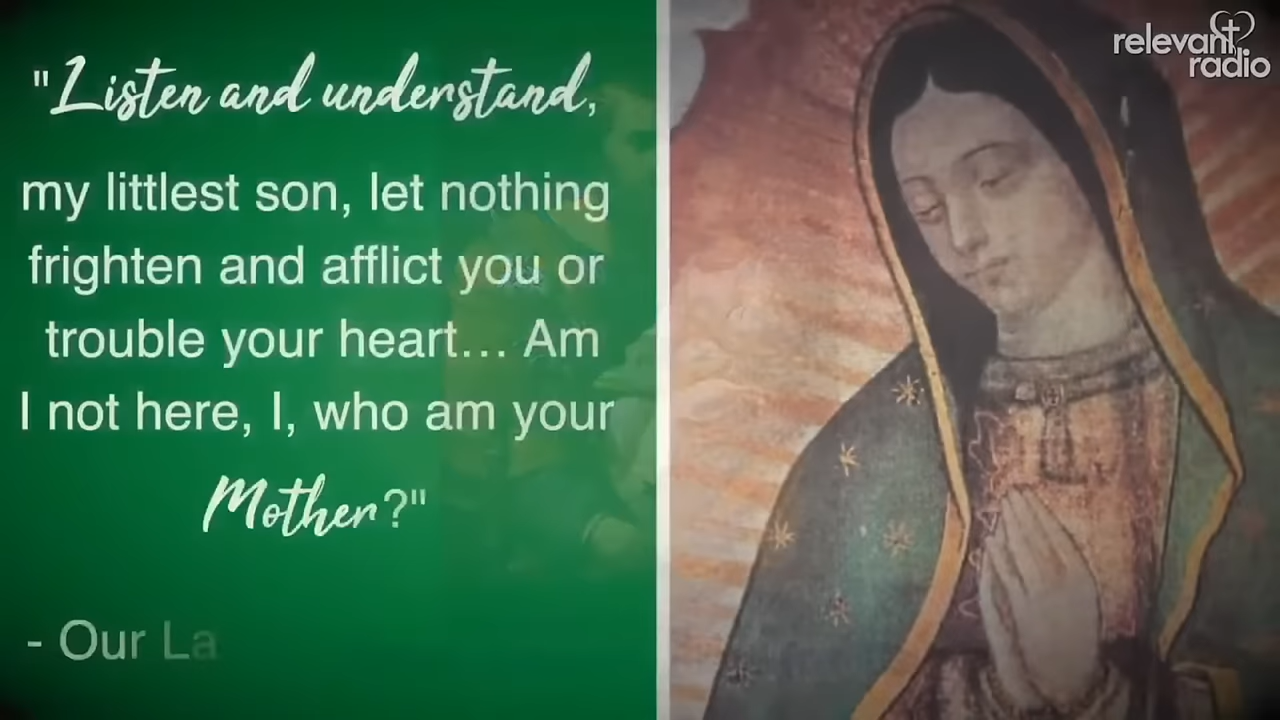 "Listen and understand,
my littlest son, let nothing
frighten and afflict you or
trouble your heart... Am
I not here, I, who am your
Mother?"
- Our La
relevant
radio